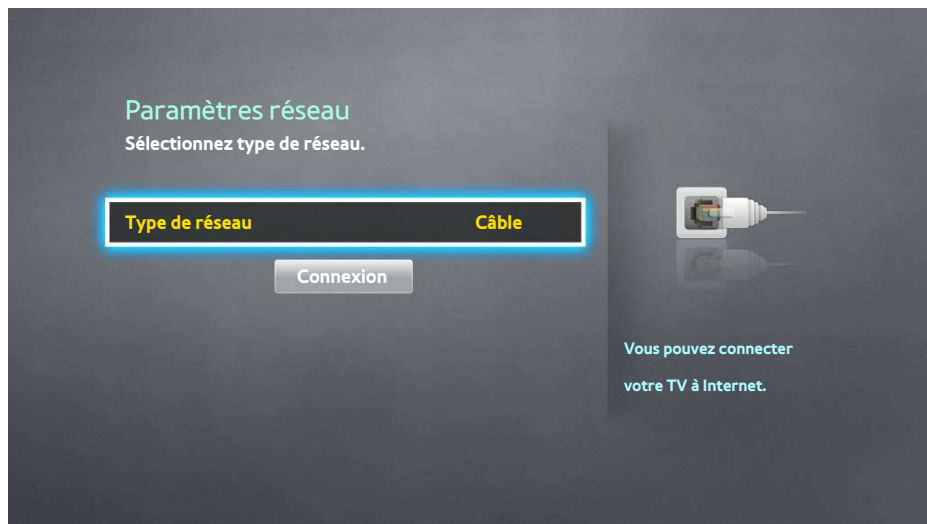 Paramètres réseau
Sélectionnez type de réseau.
Type de réseau Câble
Connexion
Vous pouvez connecter
votre TV à Internet.